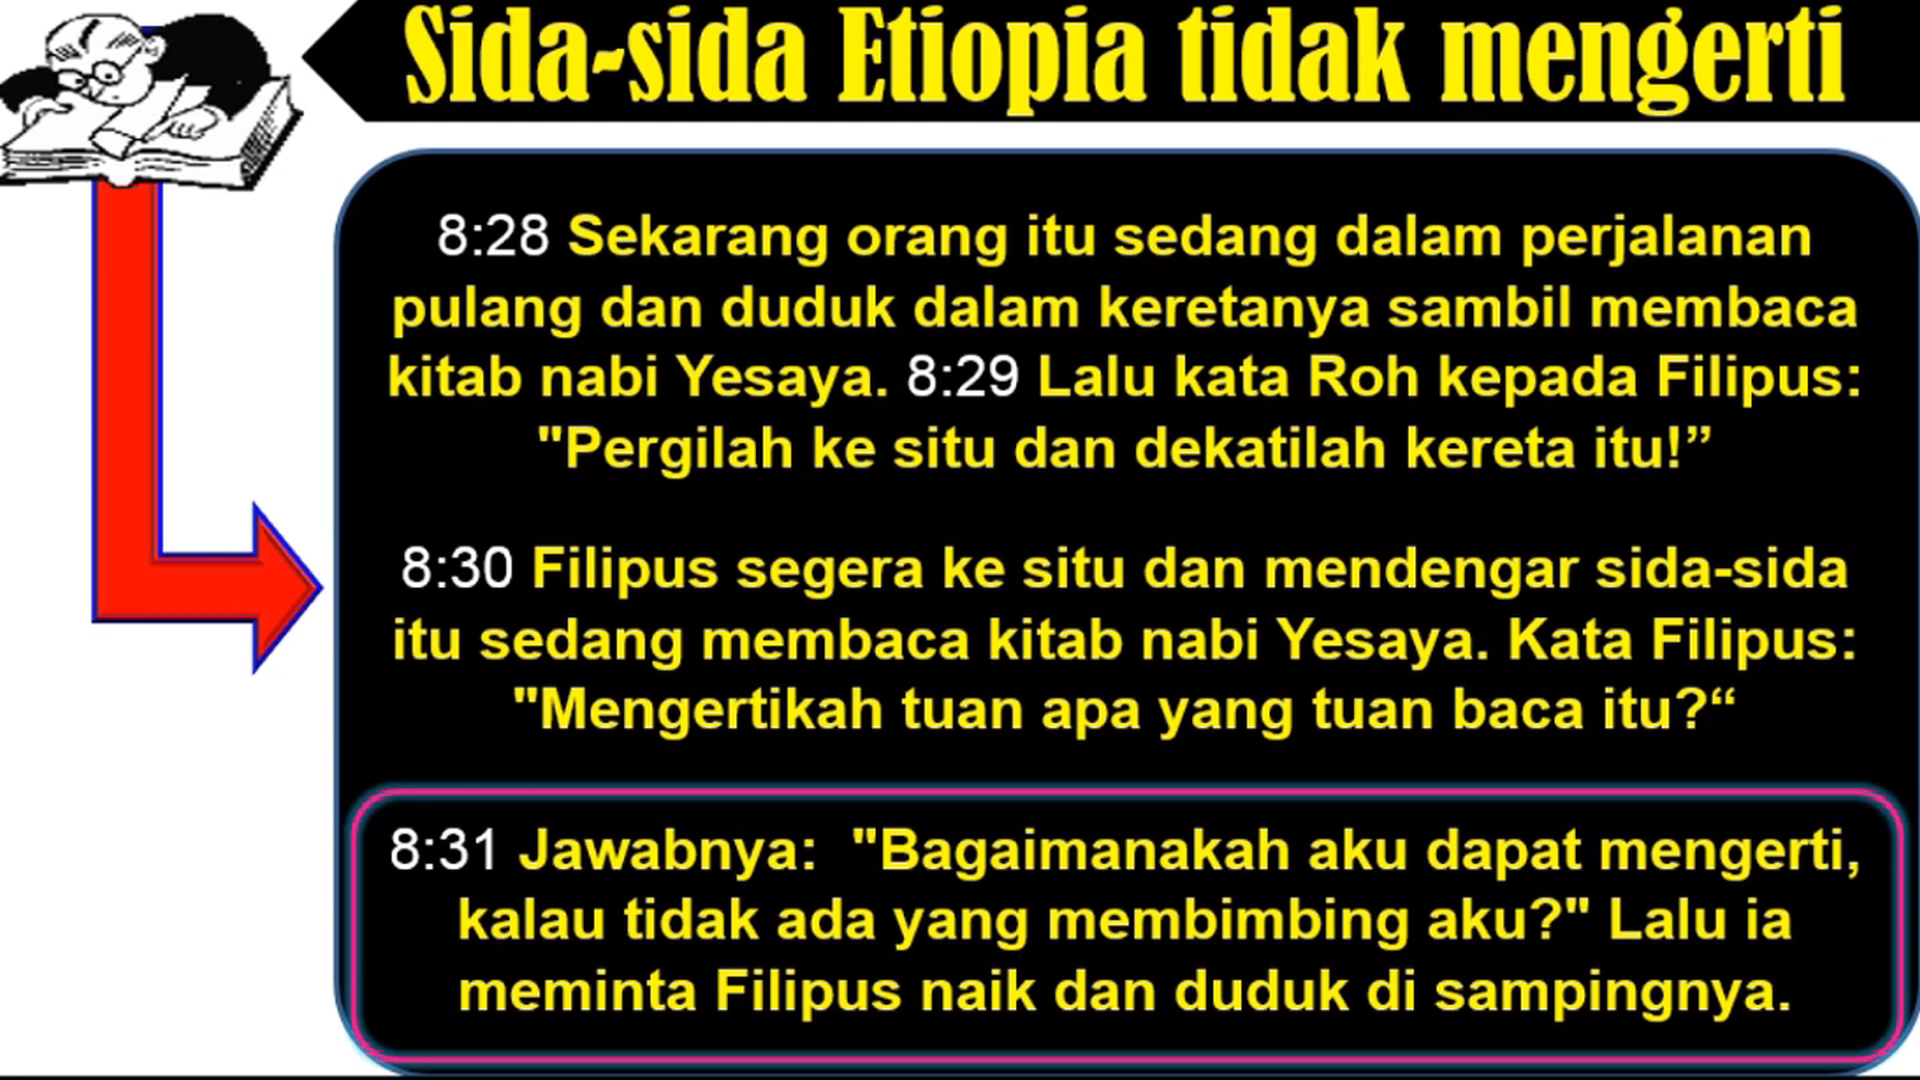 Sida-sida Etiopia tidak mengerti
8:28 Sekarang orang itu sedang dalam perjalanan
pulang dan duduk dalam keretanya sambil membaca
kitab nabi Yesaya. 8:29 Lalu kata Roh kepada Filipus:
"Pergilah ke situ dan dekatilah kereta itu!”
8:30 Filipus segera ke situ dan mendengar sida-sida
itu sedang membaca kitab nabi Yesaya. Kata Filipus:
"Mengertikah tuan apa yang tuan baca itu?“
8:31 Jawabnya:  "Bagaimanakah aku dapat mengerti,
kalau tidak ada yang membimbing aku?" Lalu ia
meminta Filipus naik dan duduk di sampingnya.